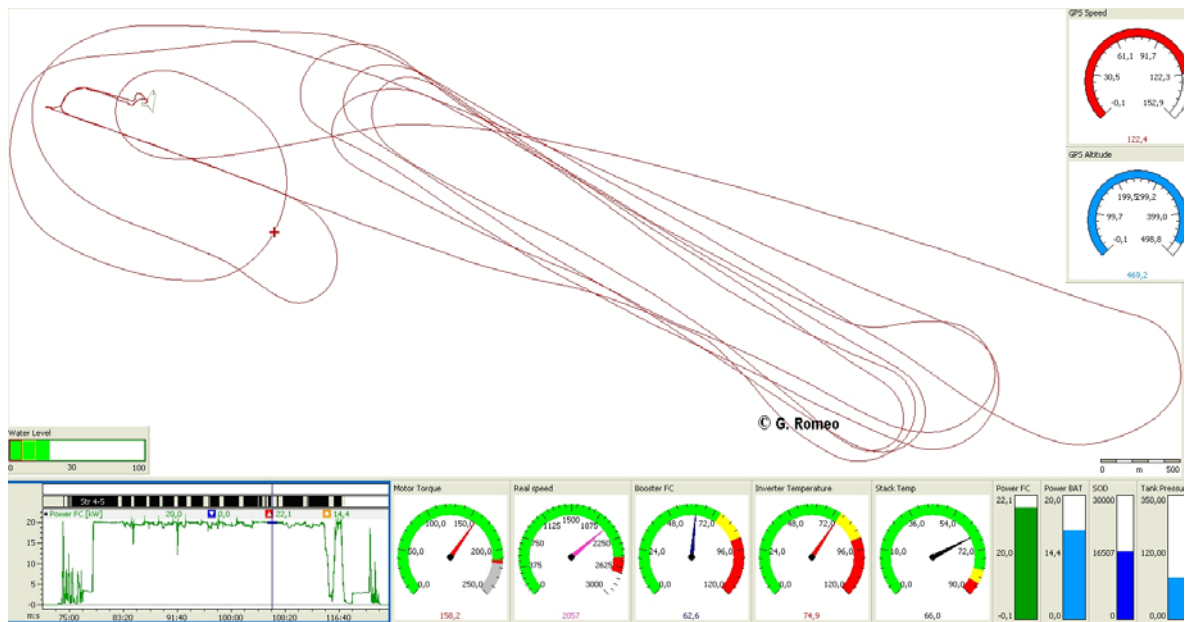 GPS Speed
61,1 91,7
30,5 122,3
-0,1 152,9
122,4
GPS Altitude
199,5 299,2
99,7 399,0
-0,1 498,8
469,2
© G. Romeo
0 m 500
Water Level
0 30 100
Str 4-5
Power FC [kW] 20,0 0,0 22,1 14,4
20
15
10
5
-0
m:s 75:00 83:20 91:40 100:00 108:20 116:40
Motor Torque
100,0 150,0
50,0 200,0
0,0 250,0
158,2
Real speed
1125 1500 1875
750 2250
375 2625
0,0 3000
2057
Booster FC
48,0 72,0
24,0 96,0
0,0 120,0
62,6
Inverter Temperature
48,0 72,0
24,0 96,0
0,0 120,0
74,9
Stack Temp
36,0 54,0
18,0 72,0
0,0 90,0
66,0
Power FC
22,1
20,0
-0,1
Power BAT
20,0
14,4
0,0
SOD
30000
16507
0
Tank Pressu
350,00
120,00
0,00